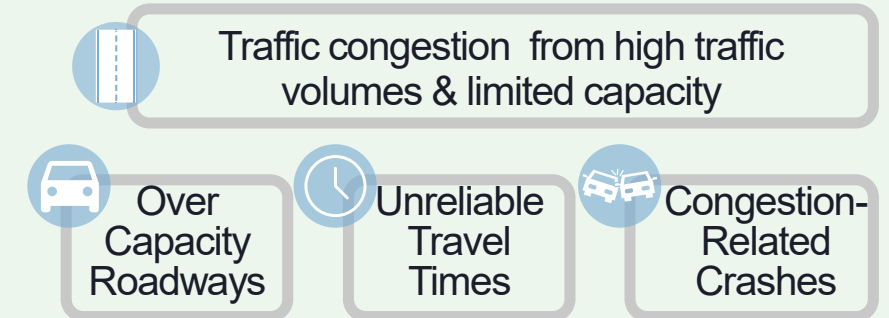 Traffic congestion from high traffic
volumes & limited capacity
Over
Capacity
Roadways
Unreliable
Travel
Times
Congestion-
Related
Crashes